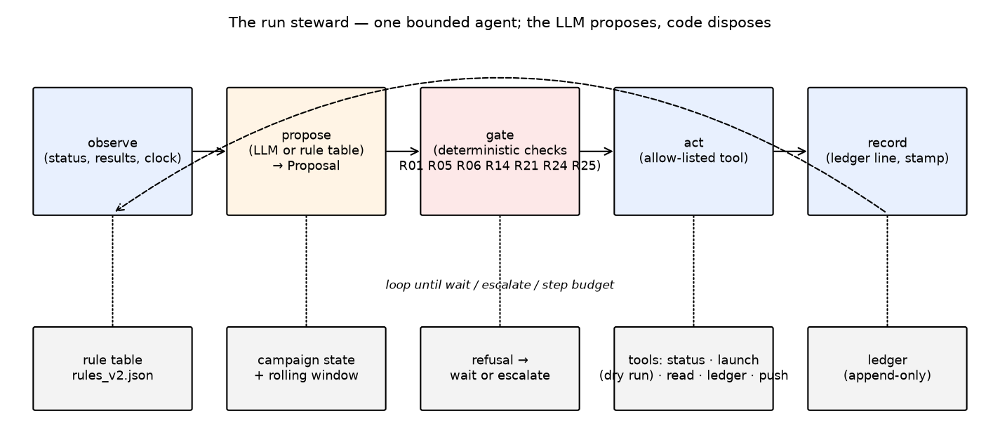 The run steward — one bounded agent; the LLM proposes, code disposes
observe
(status, results, clock)
propose
(LLM or rule table)
→ Proposal
gate
(deterministic checks
R01 R05 R06 R14 R21 R24 R25)
act
(allow-listed tool)
record
(ledger line, stamp)
loop until wait / escalate / step budget
rule table
rules_v2.json
campaign state
+ rolling window
refusal →
wait or escalate
tools: status · launch
(dry run) · read · ledger · push
ledger
(append-only)